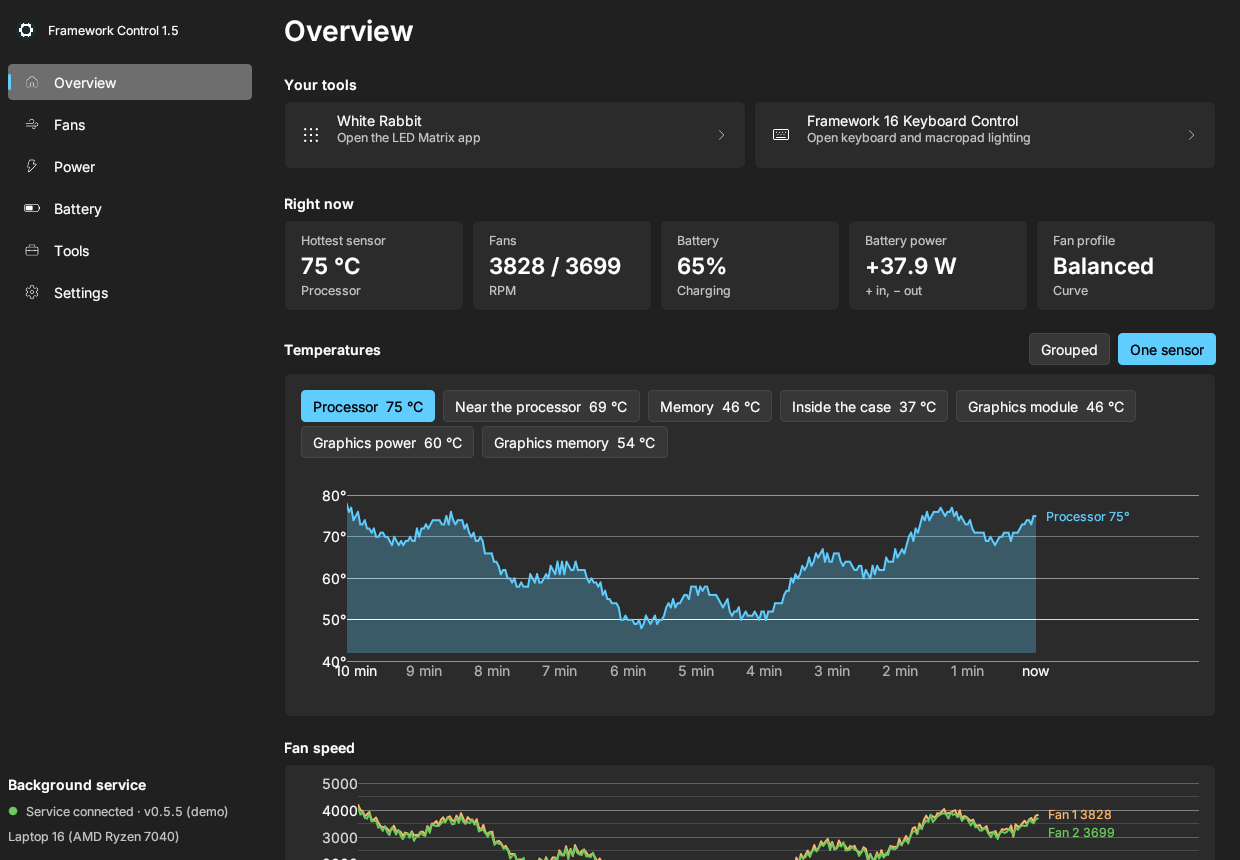 Framework Control 1.5
Overview
Fans
Power
Battery
Tools
Settings
Background service
Service connected · v0.5.5 (demo)
Laptop 16 (AMD Ryzen 7040)
Overview
Your tools
White Rabbit
Open the LED Matrix app
Framework 16 Keyboard Control
Open keyboard and macropad lighting
Right now
Hottest sensor
75 °C
Processor
Fans
3828 / 3699
RPM
Battery
65%
Charging
Battery power
+37.9 W
+ in, − out
Fan profile
Balanced
Curve
Temperatures
Grouped
One sensor
Processor 75 °C
Near the processor 69 °C
Memory 46 °C
Inside the case 37 °C
Graphics module 46 °C
Graphics power 60 °C
Graphics memory 54 °C
80°
70°
60°
50°
40°
Processor 75°
10 min 9 min 8 min 7 min 6 min 5 min 4 min 3 min 2 min 1 min now
Fan speed
5000
4000
3000
Fan 1 3828
Fan 2 3699